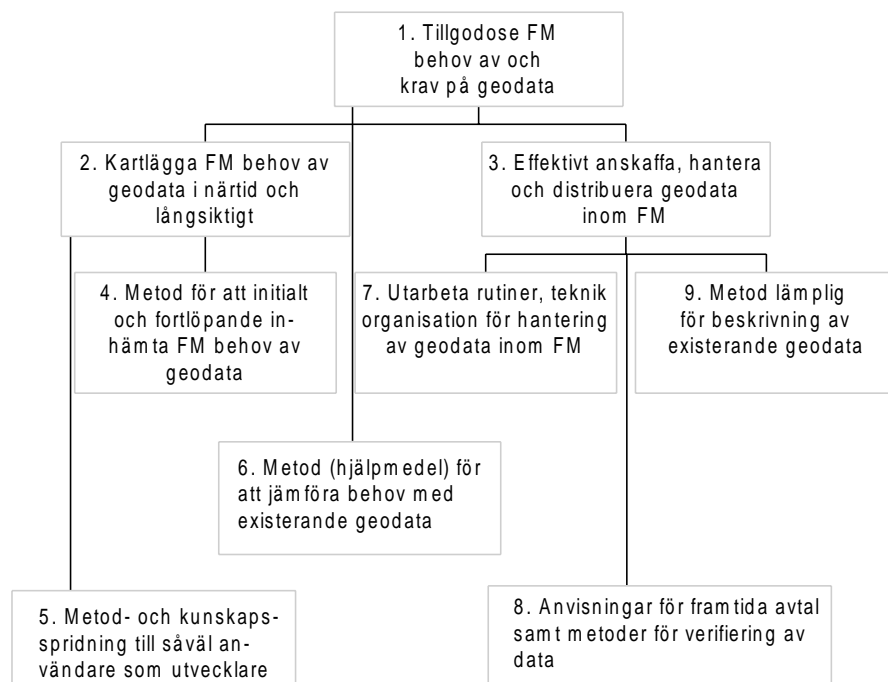 1. Tillgodose FM
behov av och
krav på geodata
2. Kartlägga FM behov av
geodata i närtid och
långsiktigt
3. Effektivt anskaffa, hantera
och distribuera geodata
inom FM
4. Metod för att initialt
och fortlöpande in-
hämta FM behov av
geodata
7. Utarbeta rutiner, teknik
organisation för hantering
av geodata inom FM
9. Metod lämplig
för beskrivning av
existerande geodata
6. Metod (hjälpmedel) för
att jämföra behov med
existerande geodata
5. Metod- och kunskaps-
spridning till såväl an-
vändare som utvecklare
8. Anvisningar för framtida avtal
samt metoder för verifiering av
data